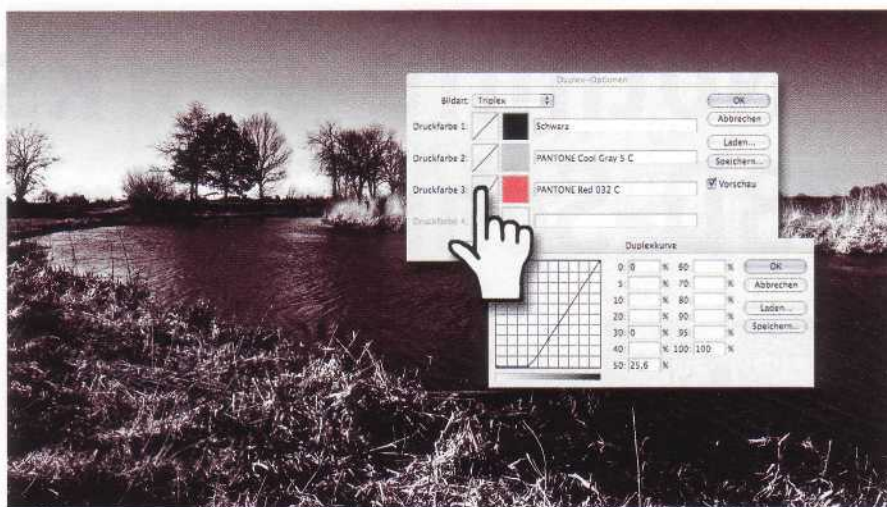 Duplex-Optionen
Bildart: Triplex
OK
Druckfarbe 1: Schwarz
Abbrechen
Laden...
Druckfarbe 2: PANTONE Cool Gray 5 C
Speichern...
Druckfarbe 3: PANTONE Red 032 C
Vorschau
Druckfarbe 4:
Duplexkurve
0: 0 % 60: % OK
5: % 70: % Abbrechen
10: % 80: %
20: % 90: % Laden...
30: 0 % 95: % Speichern...
40: % 100: 100 %
50: 25,6 %